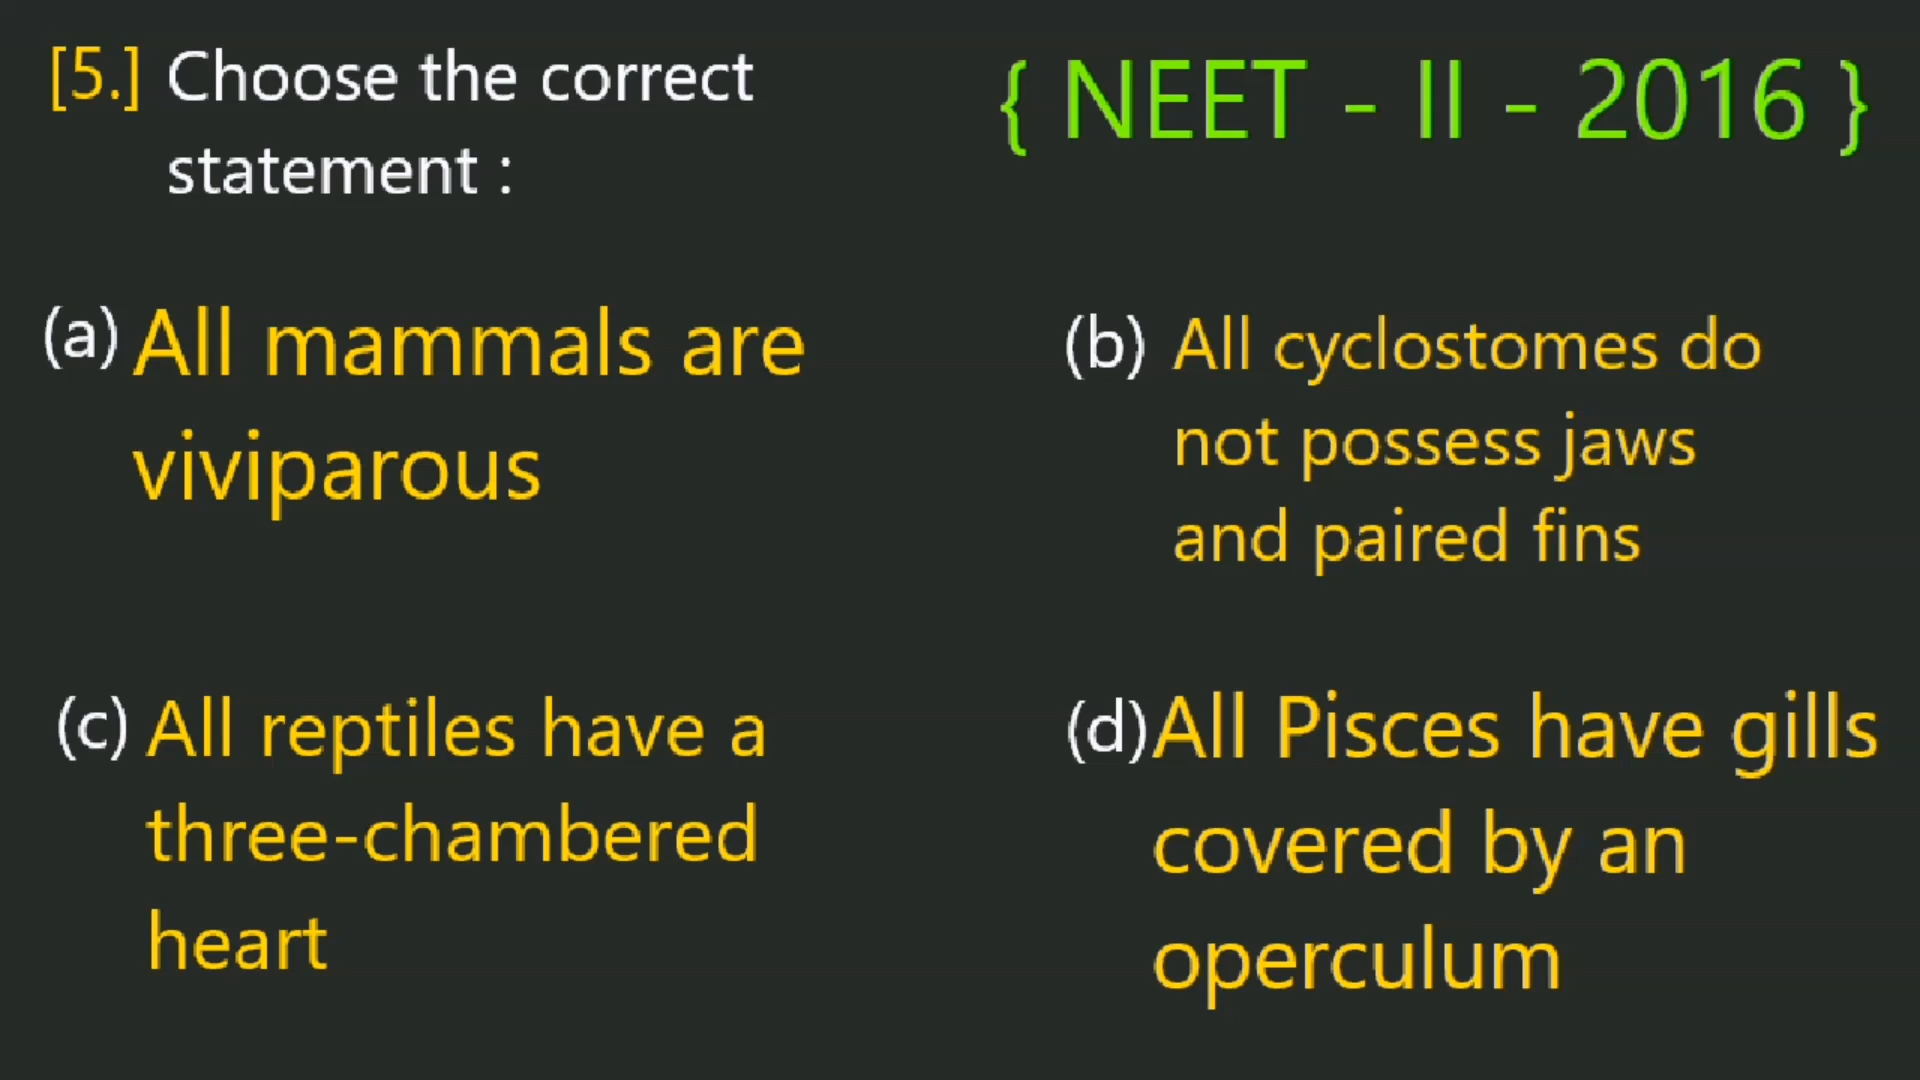 [5.] Choose the correct
statement :
{ NEET - II - 2016 }
(a) All mammals are
viviparous
(b) All cyclostomes do
not possess jaws
and paired fins
(c) All reptiles have a
three-chambered
heart
(d) All Pisces have gills
covered by an
operculum